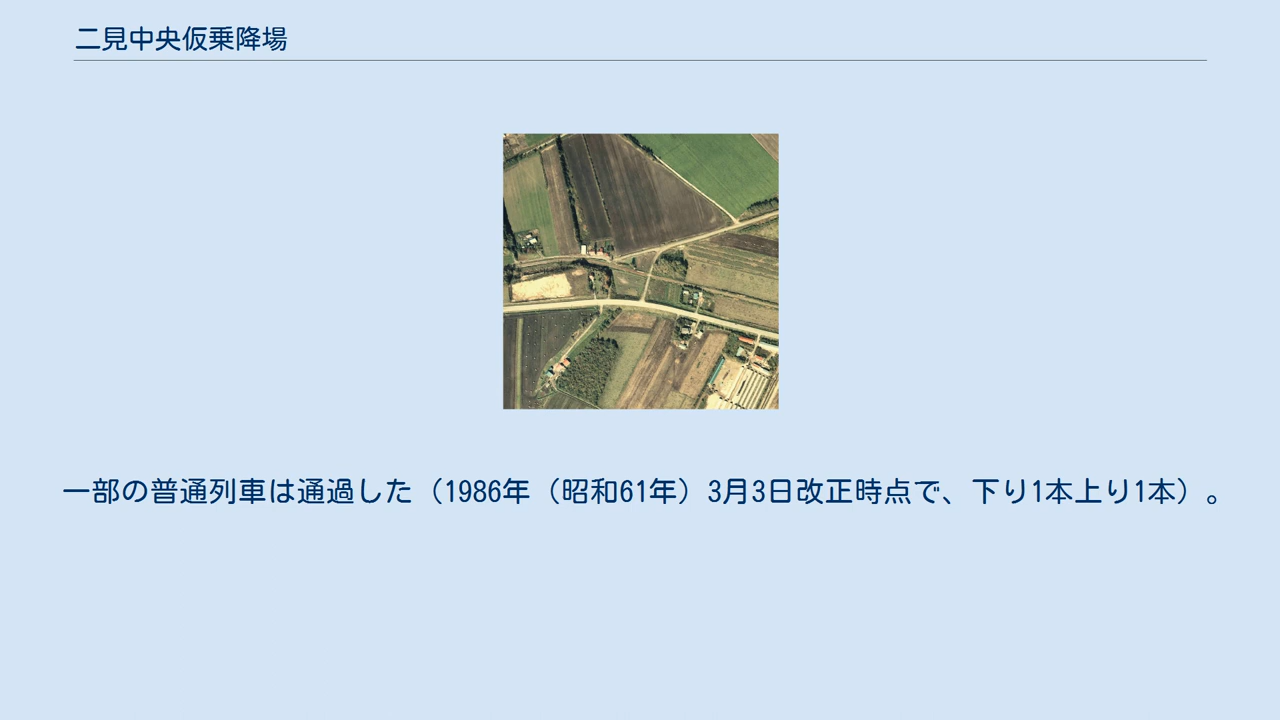 二見中央仮乗降場
一部の普通列車は通過した（1986年（昭和61年）3月3日改正時点で、下り1本上り1本）。